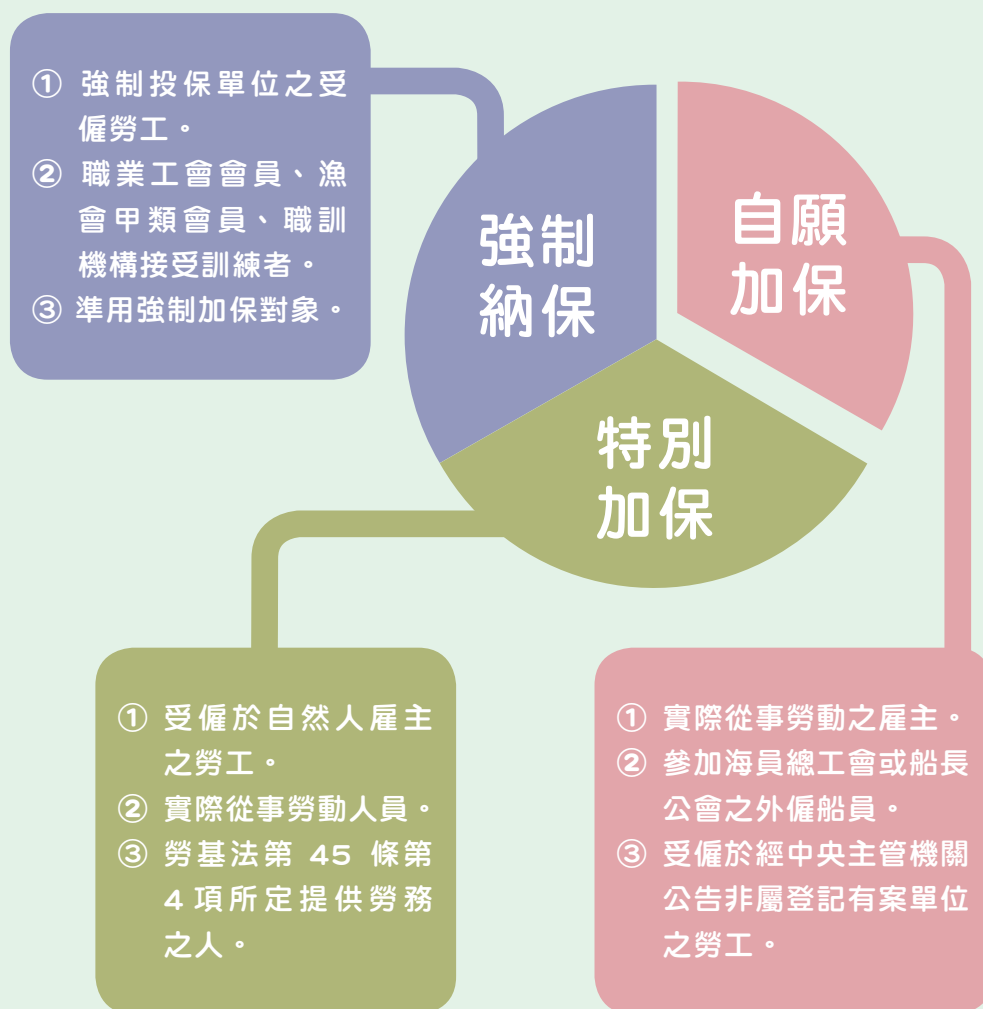 ① 強制投保單位之受
僱勞工。
② 職業工會會員、漁
會甲類會員、職訓
機構接受訓練者。
③ 準用強制加保對象。
強制
納保
自願
加保
特別
加保
① 受僱於自然人雇主
之勞工。
② 實際從事勞動人員。
③ 勞基法第 45 條第
4 項所定提供勞務
之人。
① 實際從事勞動之雇主。
② 參加海員總工會或船長
公會之外僱船員。
③ 受僱於經中央主管機關
公告非屬登記有案單位
之勞工。